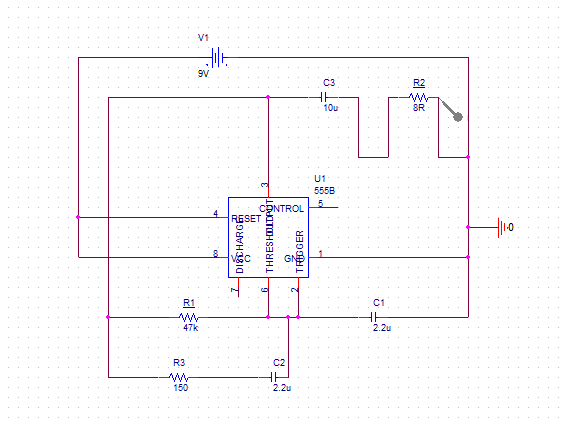 V1
9V
C3
10u
R2
8R
U1
555B
3
OUTPUT
CONTROL
5
4
RESET
8
VCC
GND
1
DISCHARGE
THRESHOLD
TRIGGER
7
6
2
0
R1
47k
C1
2.2u
R3
150
C2
2.2u